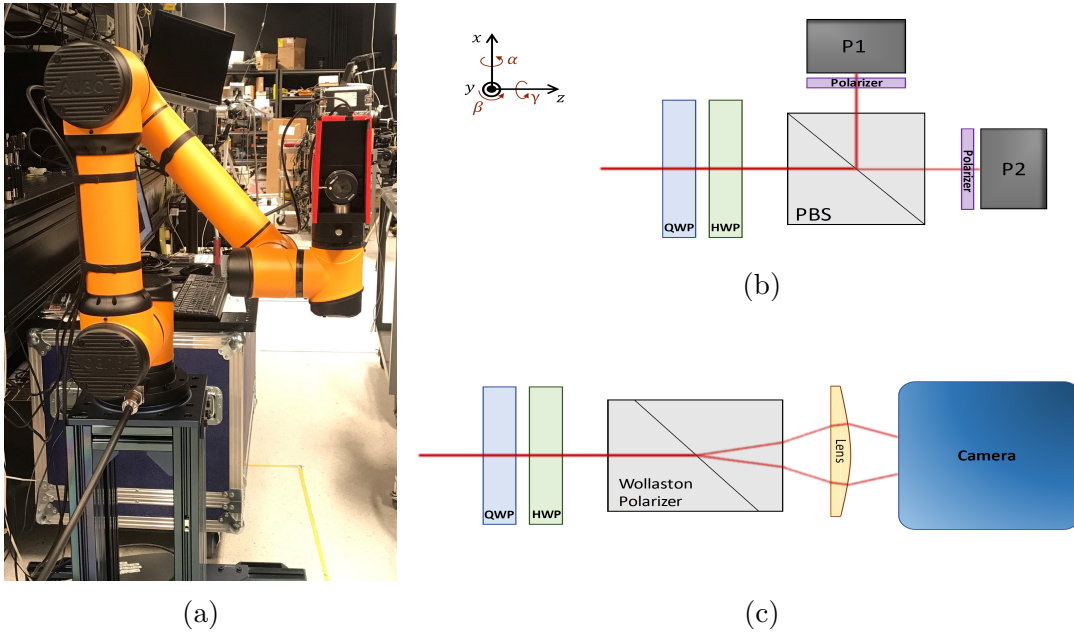 AUBO
x
α
y
β
γ
z
P1
Polarizer
Polarizer
P2
PBS
QWP
HWP
(b)
QWP
HWP
Wollaston
Polarizer
Lens
Camera
(a)
(c)